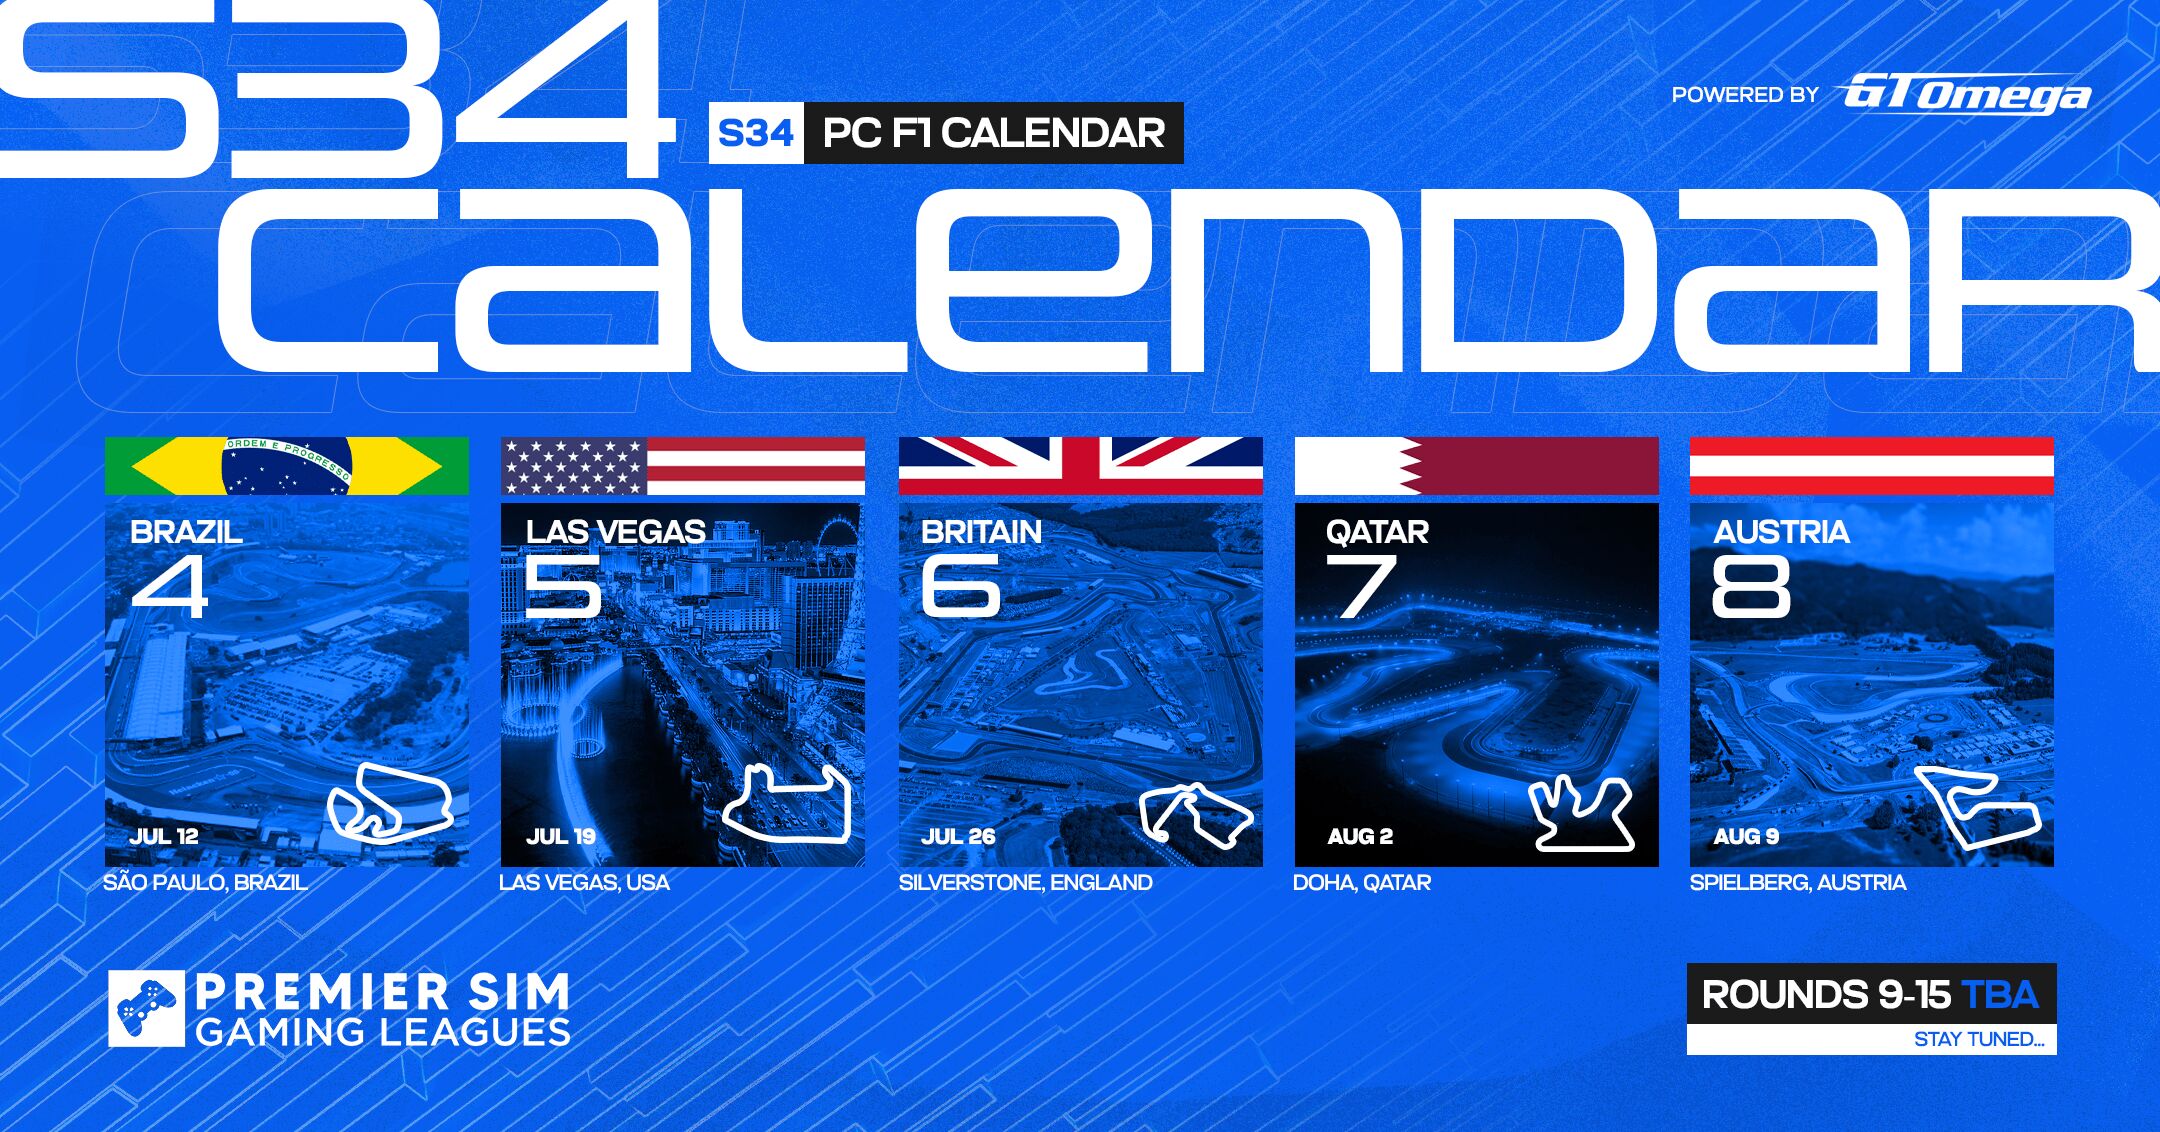 S34
CALENDAR
S34 PC F1 CALENDAR
POWERED BY GT Omega
ORDEM E PROGRESSO
BRAZIL
4
JUL 12
SÃO PAULO, BRAZIL
LAS VEGAS
5
JUL 19
LAS VEGAS, USA
BRITAIN
6
JUL 26
SILVERSTONE, ENGLAND
QATAR
7
AUG 2
DOHA, QATAR
AUSTRIA
8
AUG 9
SPIELBERG, AUSTRIA
PREMIER SIM
GAMING LEAGUES
ROUNDS 9-15 TBA
STAY TUNED...